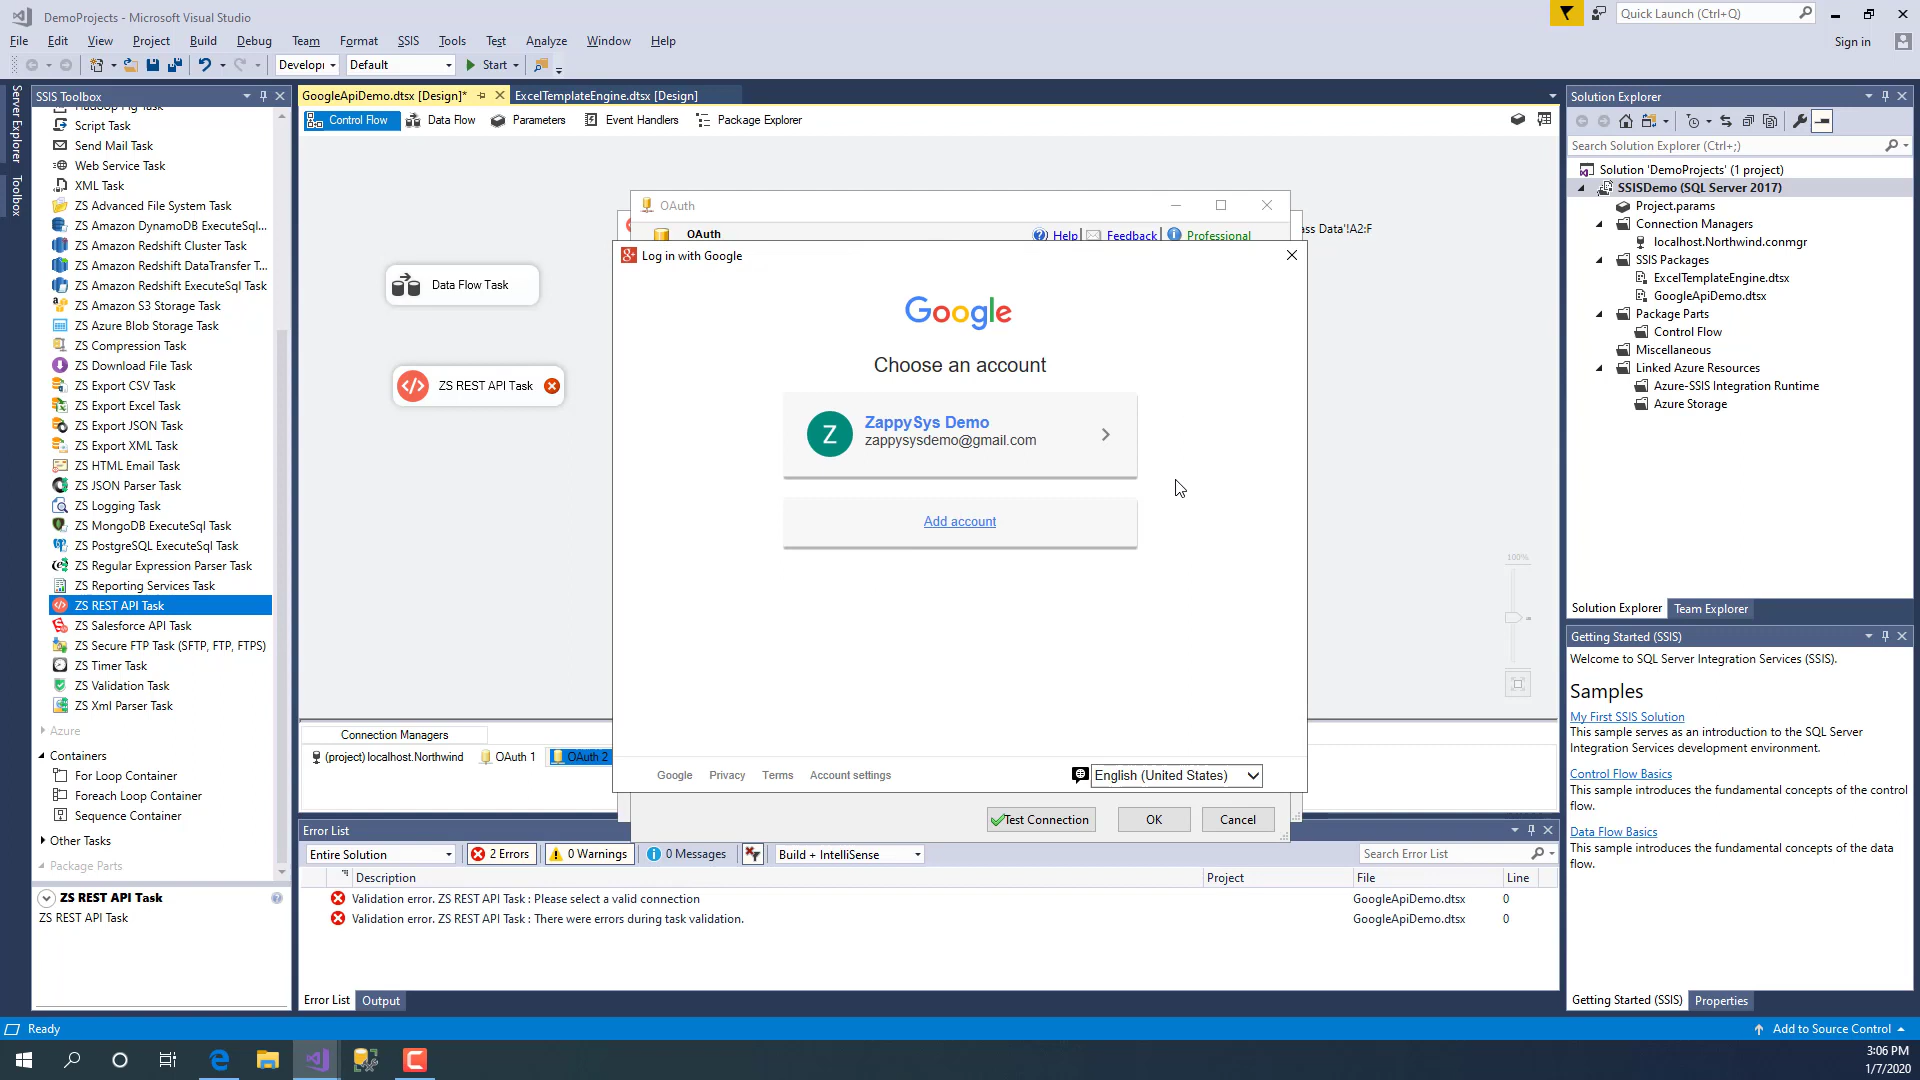 DemoProjects - Microsoft Visual Studio
Quick Launch (Ctrl+Q)
File Edit View Project Build Debug Team Format SSIS Tools Test Analyze Window Help
Sign in
Develop Default Start
Server Explorer
Toolbox
SSIS Toolbox
Hadoop Pig Task
Script Task
Send Mail Task
Web Service Task
XML Task
ZS Advanced File System Task
ZS Amazon DynamoDB ExecuteSql...
ZS Amazon Redshift Cluster Task
ZS Amazon Redshift DataTransfer T...
ZS Amazon Redshift ExecuteSql Task
ZS Amazon S3 Storage Task
ZS Azure Blob Storage Task
ZS Compression Task
ZS Download File Task
ZS Export CSV Task
ZS Export Excel Task
ZS Export JSON Task
ZS Export XML Task
ZS HTML Email Task
ZS JSON Parser Task
ZS Logging Task
ZS MongoDB ExecuteSql Task
ZS PostgreSQL ExecuteSql Task
ZS Regular Expression Parser Task
ZS Reporting Services Task
ZS REST API Task
ZS Salesforce API Task
ZS Secure FTP Task (SFTP, FTP, FTPS)
ZS Timer Task
ZS Validation Task
ZS Xml Parser Task
Azure
Containers
For Loop Container
Foreach Loop Container
Sequence Container
Other Tasks
Package Parts
ZS REST API Task
ZS REST API Task
GoogleApiDemo.dtsx [Design]* ExcelTemplateEngine.dtsx [Design]
Control Flow Data Flow Parameters Event Handlers Package Explorer
Data Flow Task
ZS REST API Task
OAuth
OAuth
Help Feedback Professional
ass Data'!A2:F
Log in with Google
Google
Choose an account
Z
ZappySys Demo
zappysysdemo@gmail.com
Add account
Google Privacy Terms Account settings
English (United States)
Test Connection OK Cancel
100%
Connection Managers
(project) localhost.Northwind OAuth 1 OAuth 2
Error List
Entire Solution 2 Errors 0 Warnings 0 Messages Build + IntelliSense Search Error List
Description Project File Line
Validation error. ZS REST API Task : Please select a valid connection GoogleApiDemo.dtsx 0
Validation error. ZS REST API Task : There were errors during task validation. GoogleApiDemo.dtsx 0
Error List Output
Solution Explorer
Search Solution Explorer (Ctrl+;)
Solution 'DemoProjects' (1 project)
SSISDemo (SQL Server 2017)
Project.params
Connection Managers
localhost.Northwind.conmgr
SSIS Packages
ExcelTemplateEngine.dtsx
GoogleApiDemo.dtsx
Package Parts
Control Flow
Miscellaneous
Linked Azure Resources
Azure-SSIS Integration Runtime
Azure Storage
Solution Explorer Team Explorer
Getting Started (SSIS)
Welcome to SQL Server Integration Services (SSIS).
Samples
My First SSIS Solution
This sample serves as an introduction to the SQL Server
Integration Services development environment.
Control Flow Basics
This sample introduces the fundamental concepts of the control
flow.
Data Flow Basics
This sample introduces the fundamental concepts of the data
flow.
Getting Started (SSIS) Properties
Ready
Add to Source Control
3:06 PM
1/7/2020